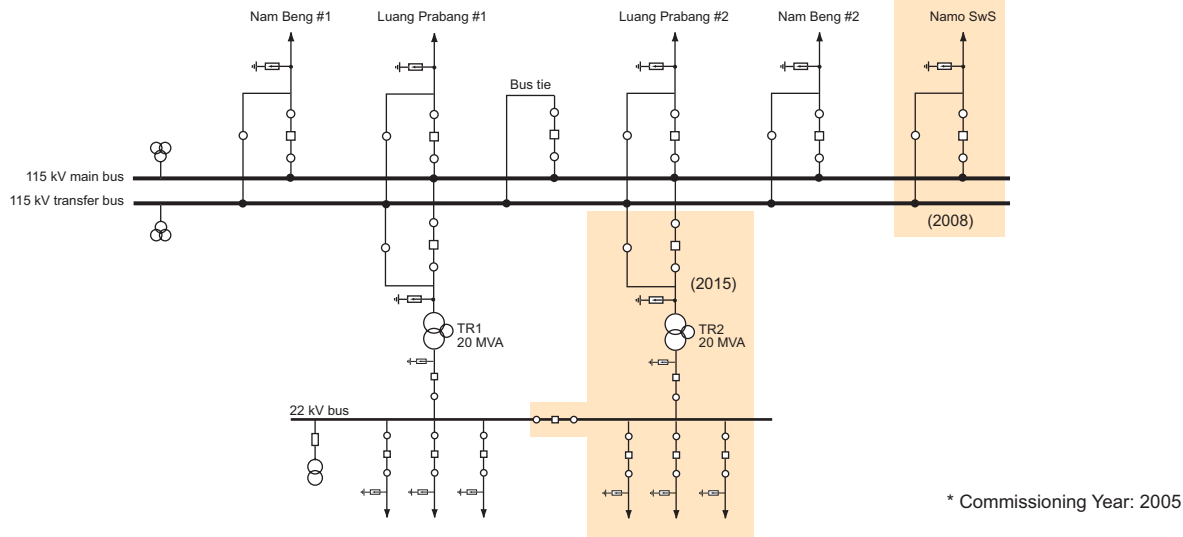 Nam Beng #1
Luang Prabang #1
Luang Prabang #2
Nam Beng #2
Namo SwS
Bus tie
115 kV main bus
115 kV transfer bus
(2008)
(2015)
TR1
20 MVA
TR2
20 MVA
22 kV bus
* Commissioning Year: 2005